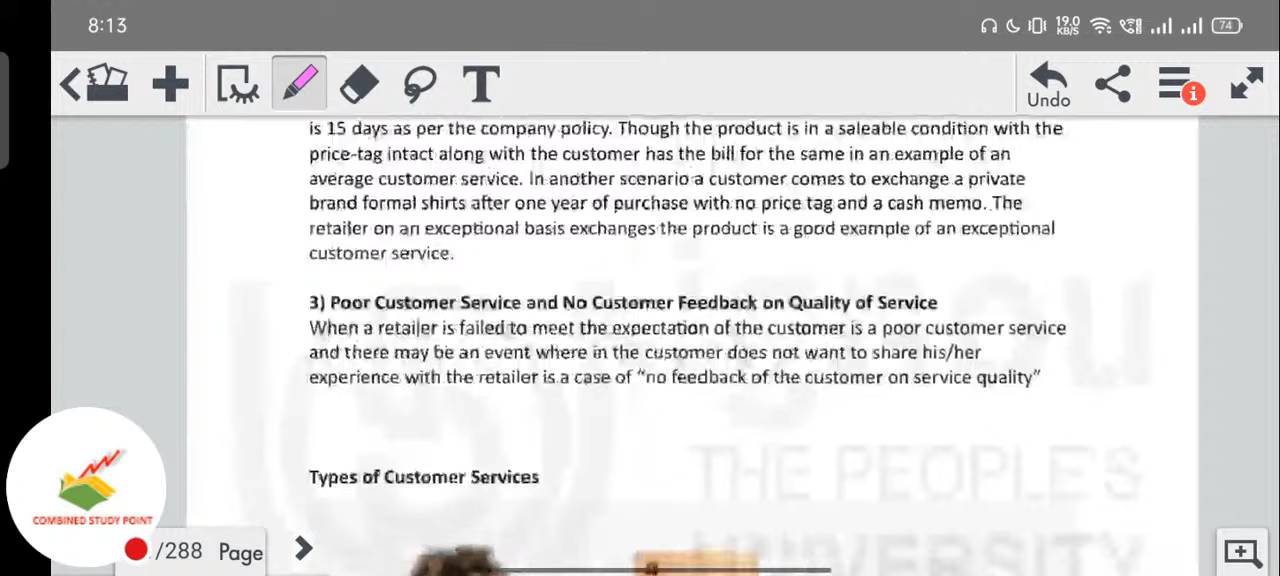 8:13
19.0
KB/S
74
T
Undo
i
is 15 days as per the company policy. Though the product is in a saleable condition with the
price-tag intact along with the customer has the bill for the same in an example of an
average customer service. In another scenario a customer comes to exchange a private
brand formal shirts after one year of purchase with no price tag and a cash memo. The
retailer on an exceptional basis exchanges the product is a good example of an exceptional
customer service.
3) Poor Customer Service and No Customer Feedback on Quality of Service
When a retailer is failed to meet the expectation of the customer is a poor customer service
and there may be an event where in the customer does not want to share his/her
experience with the retailer is a case of "no feedback of the customer on service quality"
Types of Customer Services
ignou
THE PEOPLE'S
UNIVERSITY
COMBINED STUDY POINT
/288 Page